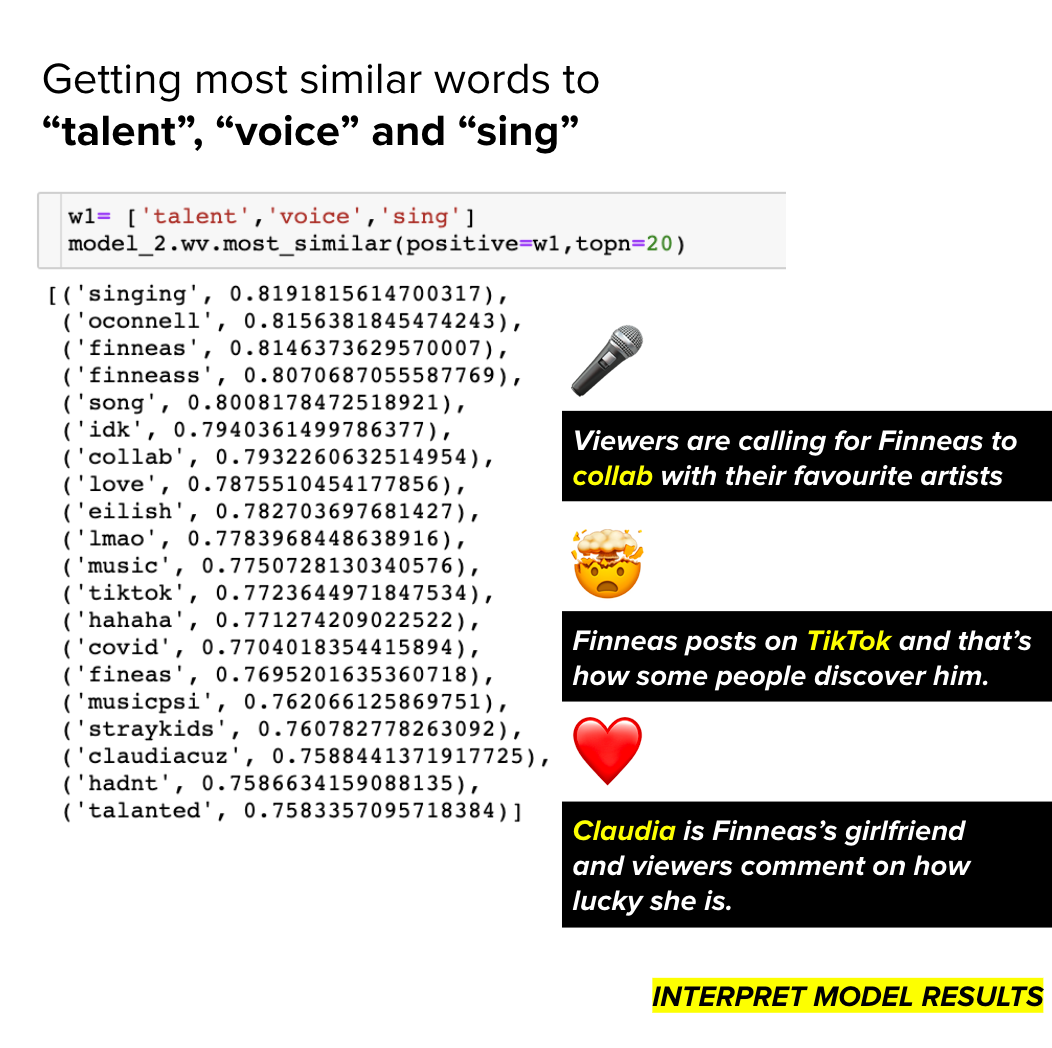 Getting most similar words to
“talent”, “voice” and “sing”
w1= ['talent','voice','sing']
model_2.wv.most_similar(positive=w1,topn=20)
[('singing', 0.8191815614700317),
('oconnell', 0.8156381845474243),
('finneas', 0.8146373629570007),
('finneass', 0.8070687055587769),
('song', 0.8008178472518921),
('idk', 0.7940361499786377),
('collab', 0.7932260632514954),
('love', 0.7875510454177856),
('eilish', 0.782703697681427),
('lmao', 0.7783968448638916),
('music', 0.7750728130340576),
('tiktok', 0.7723644971847534),
('hahaha', 0.771274209022522),
('covid', 0.7704018354415894),
('fineas', 0.7695201635360718),
('musicpsi', 0.762066125869751),
('straykids', 0.760782778263092),
('claudiacuz', 0.7588441371917725),
('hadnt', 0.7586634159088135),
('talanted', 0.7583357095718384)]
Viewers are calling for Finneas to
collab with their favourite artists
Finneas posts on TikTok and that’s
how some people discover him.
Claudia is Finneas’s girlfriend
and viewers comment on how
lucky she is.
INTERPRET MODEL RESULTS